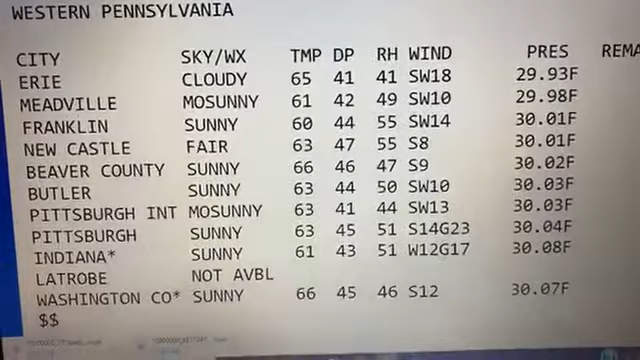 WESTERN PENNSYLVANIA
CITY SKY/WX TMP DP RH WIND PRES REMA
ERIE CLOUDY 65 41 41 SW18 29.93F
MEADVILLE MOSUNNY 61 42 49 SW10 29.98F
FRANKLIN SUNNY 60 44 55 SW14 30.01F
NEW CASTLE FAIR 63 47 55 S8 30.01F
BEAVER COUNTY SUNNY 66 46 47 S9 30.02F
BUTLER SUNNY 63 44 50 SW10 30.03F
PITTSBURGH INT MOSUNNY 63 41 44 SW13 30.03F
PITTSBURGH SUNNY 63 45 51 S14G23 30.04F
INDIANA* SUNNY 61 43 51 W12G17 30.08F
LATROBE NOT AVBL
WASHINGTON CO* SUNNY 66 45 46 S12 30.07F
$$